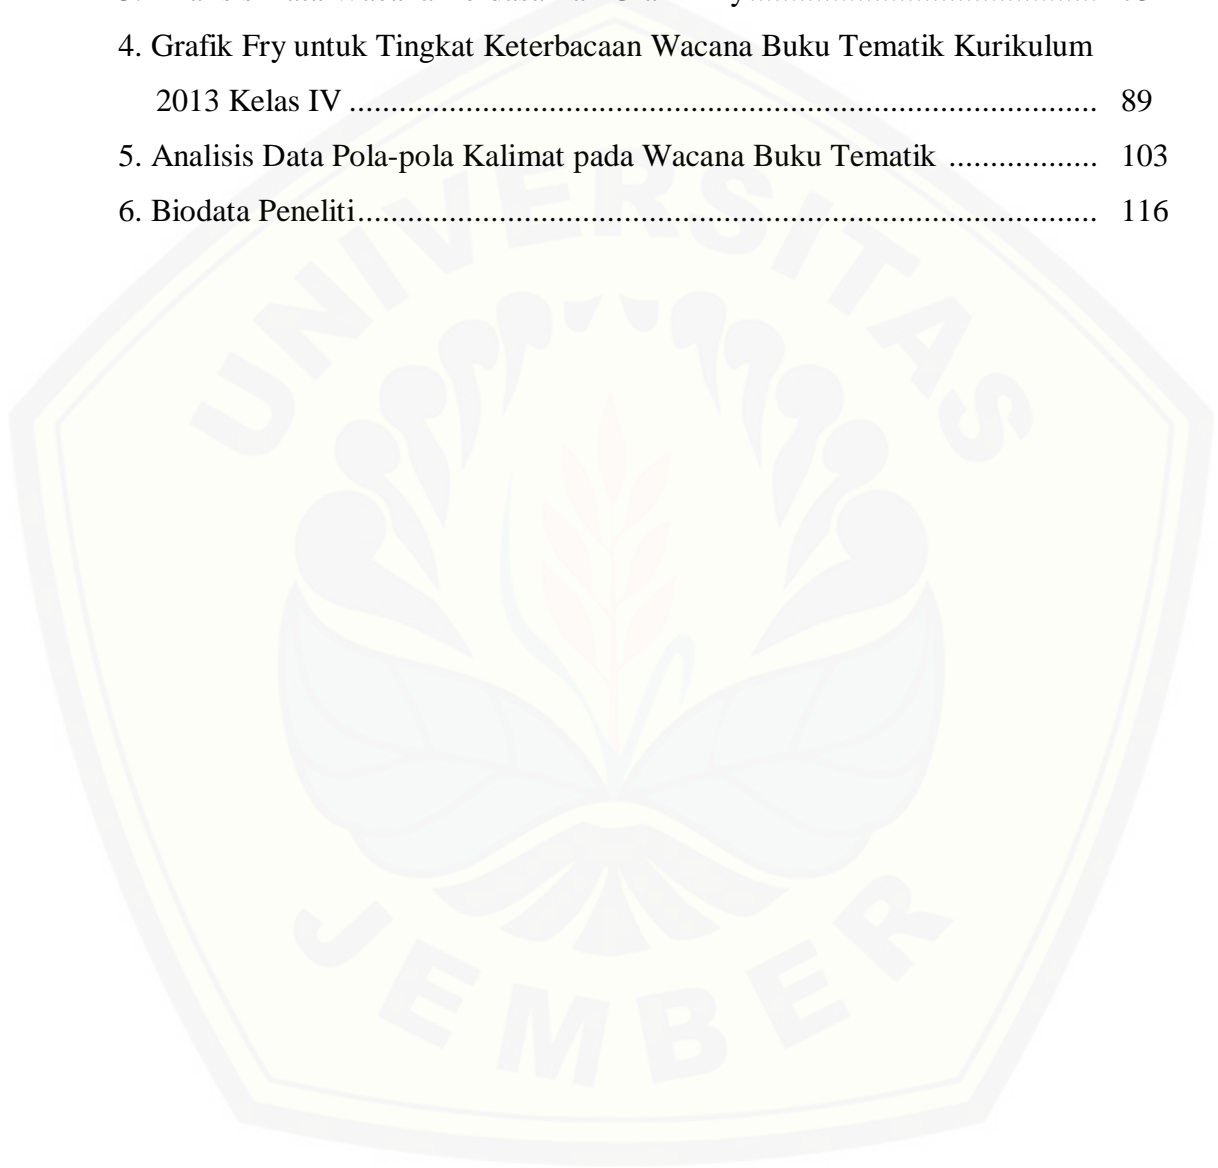 4. Grafik Fry untuk Tingkat Keterbacaan Wacana Buku Tematik Kurikulum
2013 Kelas IV .......................................................................................... 89
5. Analisis Data Pola-pola Kalimat pada Wacana Buku Tematik .................. 103
6. Biodata Peneliti......................................................................................... 116
UNIVERSITAS
JEMBER